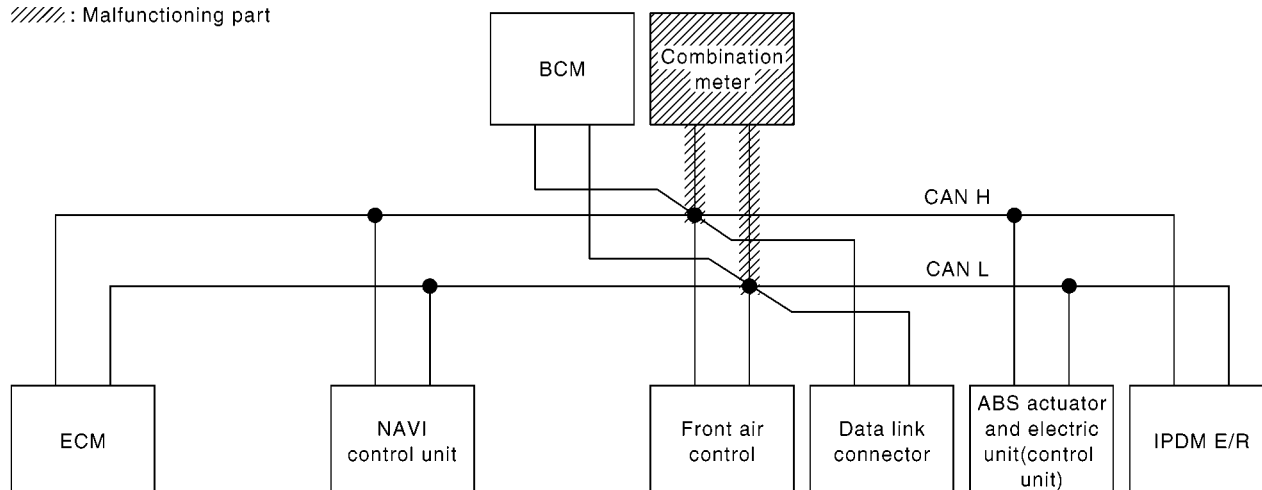 : Malfunctioning part
BCM
Combination
meter
CAN H
CAN L
ECM
NAVI
control unit
Front air
control
Data link
connector
ABS actuator
and electric
unit(control
unit)
IPDM E/R